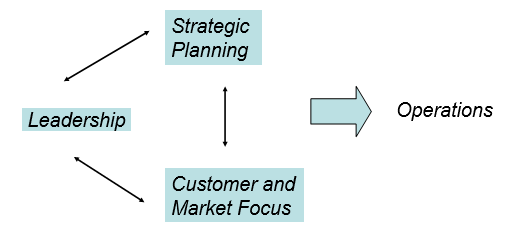 Strategic
Planning
Leadership
Operations
Customer and
Market Focus